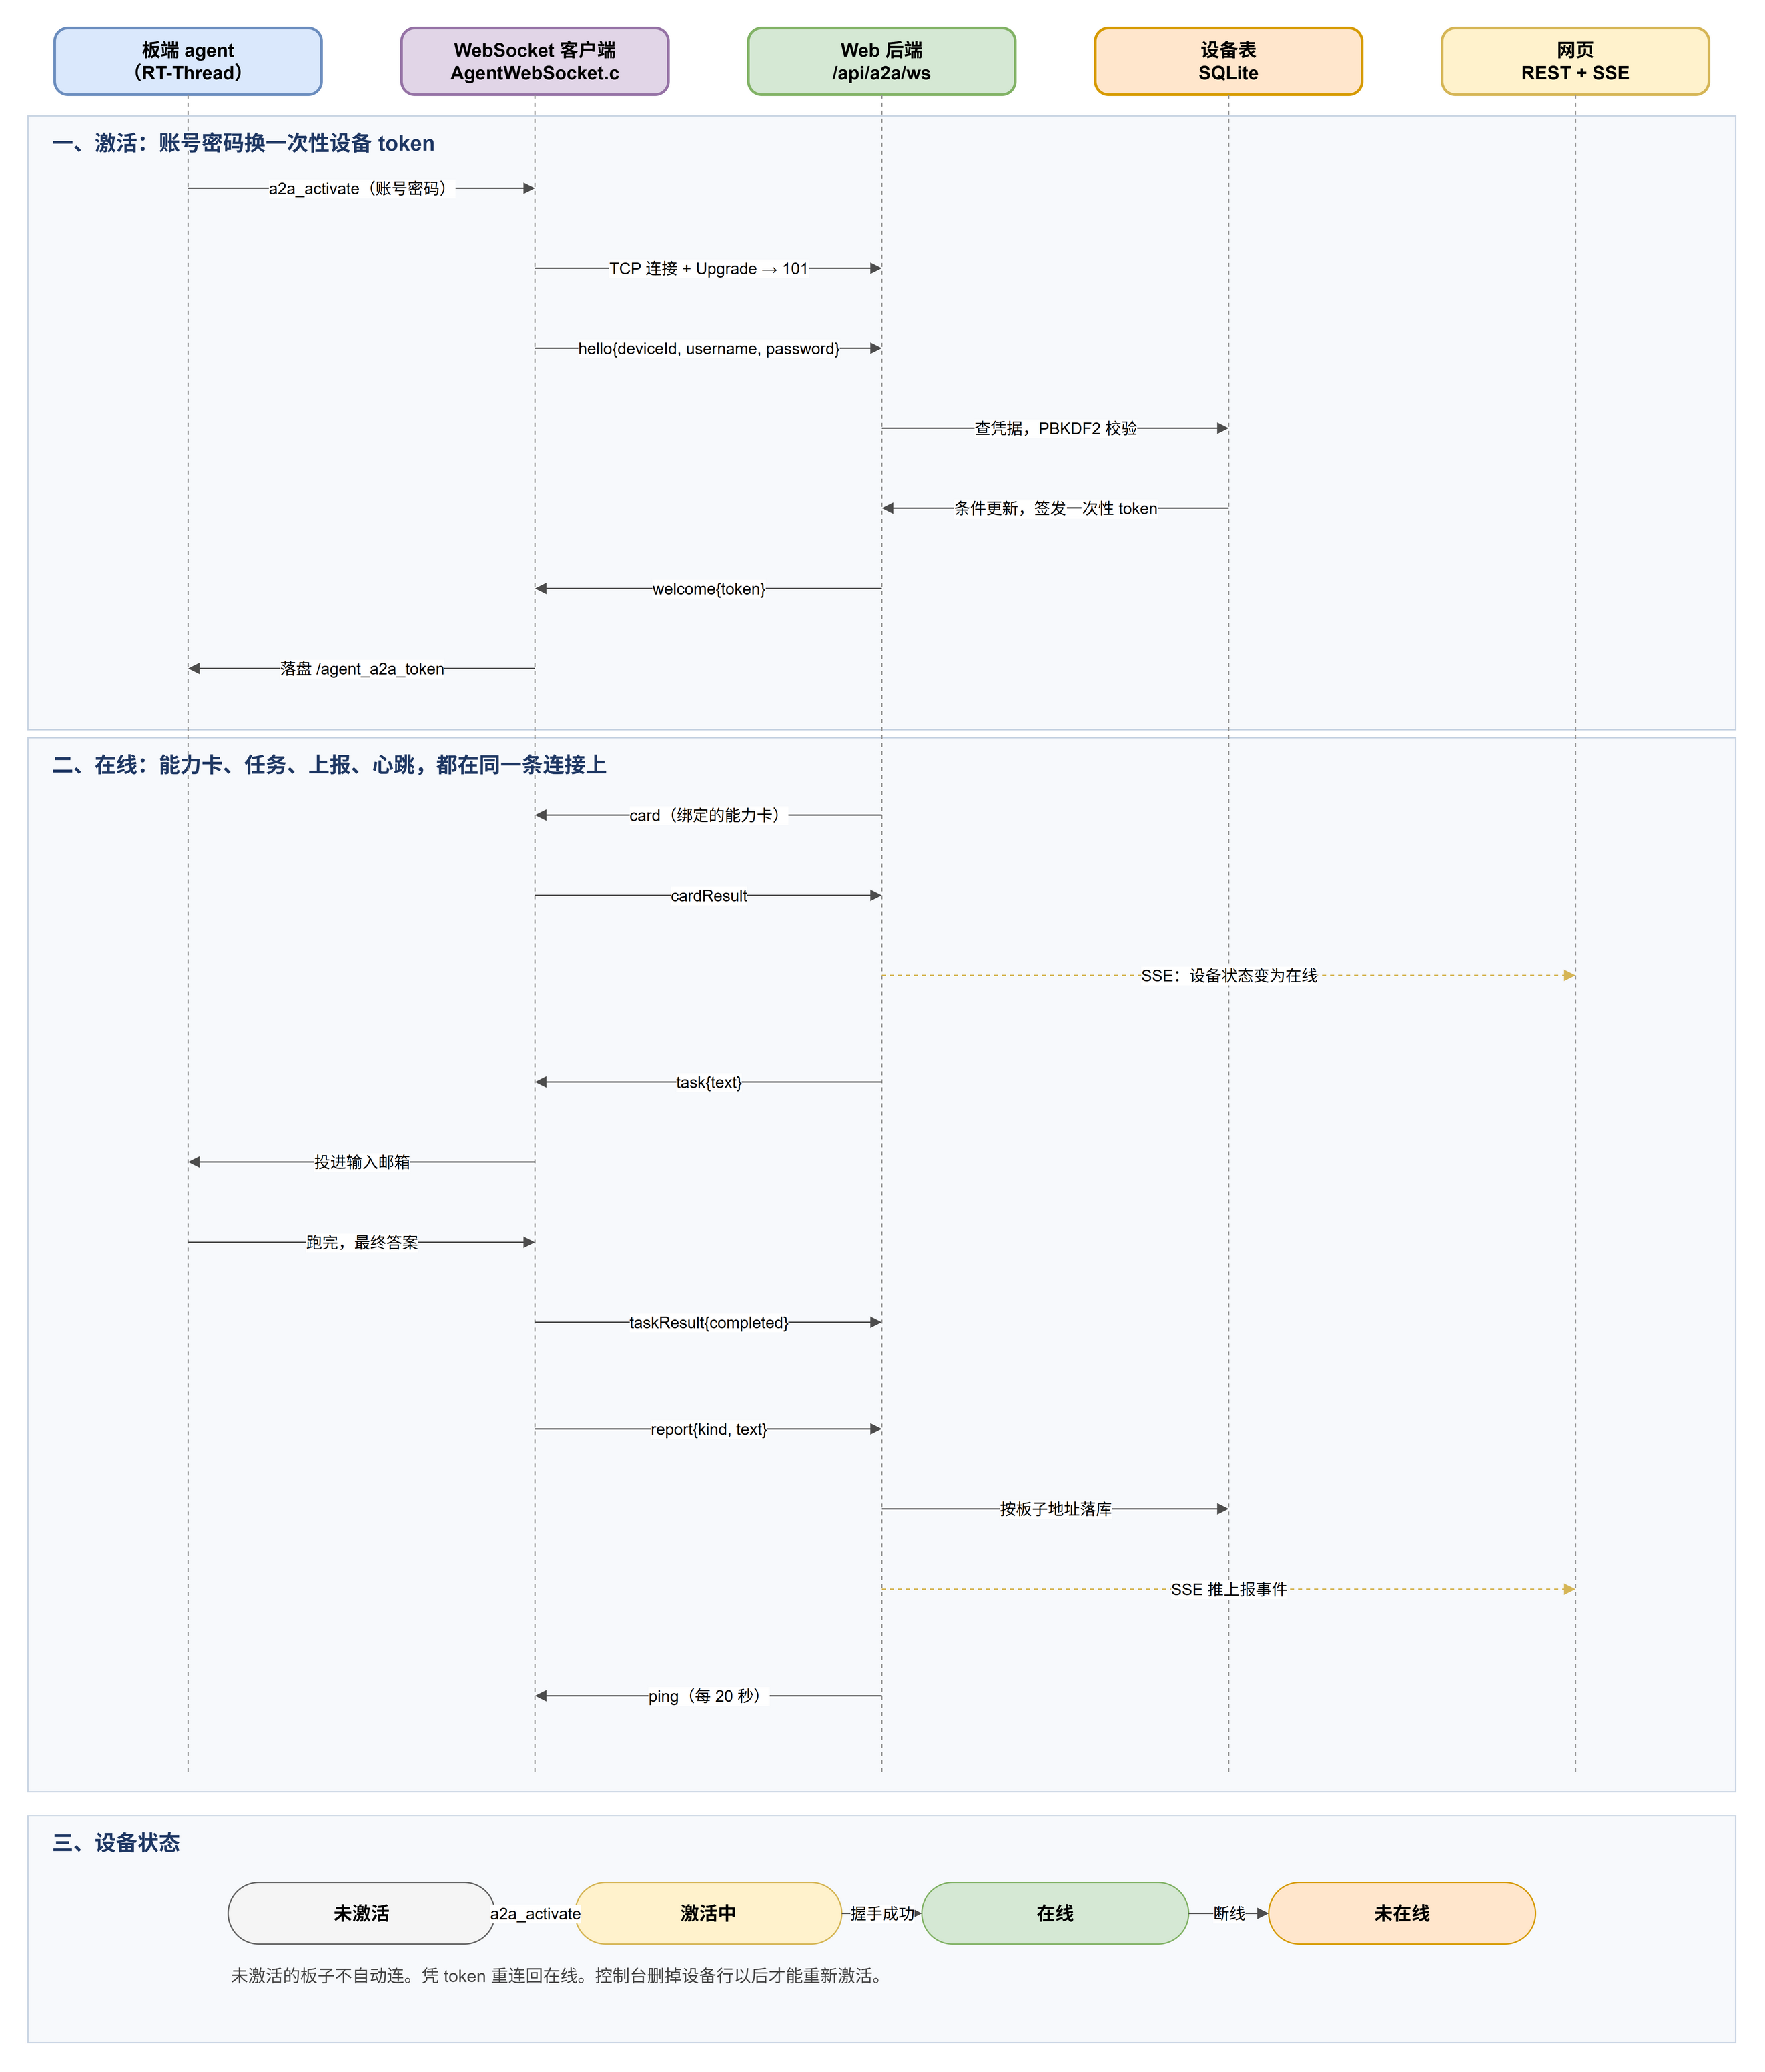 板端 agent
（RT-Thread）
WebSocket 客户端
AgentWebSocket.c
Web 后端
/api/a2a/ws
设备表
SQLite
网页
REST + SSE
一、激活：账号密码换一次性设备 token
a2a_activate（账号密码）
TCP 连接 + Upgrade → 101
hello{deviceId, username, password}
查凭据，PBKDF2 校验
条件更新，签发一次性 token
welcome{token}
落盘 /agent_a2a_token
二、在线：能力卡、任务、上报、心跳，都在同一条连接上
card（绑定的能力卡）
cardResult
SSE：设备状态变为在线
task{text}
投进输入邮箱
跑完，最终答案
taskResult{completed}
report{kind, text}
按板子地址落库
SSE 推上报事件
ping（每 20 秒）
三、设备状态
未激活
a2a_activate
激活中
握手成功
在线
断线
未在线
未激活的板子不自动连。凭 token 重连回在线。控制台删掉设备行以后才能重新激活。